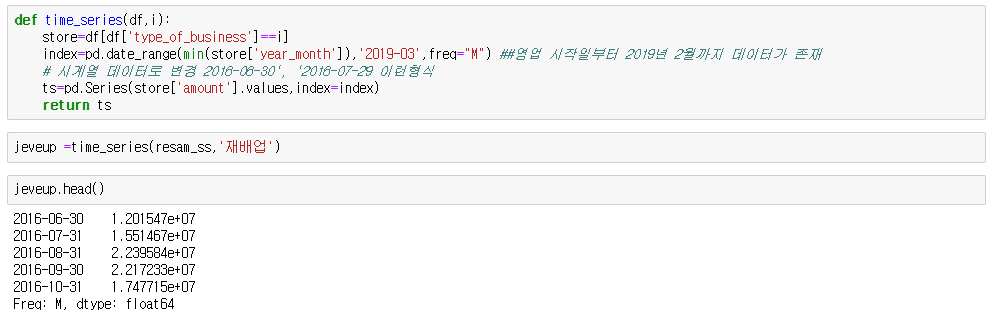 def time_series(df,i):
    store=df[df['type_of_business']==i]
    index=pd.date_range(min(store['year_month']),'2019-03',freq="M") ##영업 시작일부터 2019년 2월까지 데이터가 존재
    # 시계열 데이터로 변경 2016-06-30', '2016-07-29 이런형식
    ts=pd.Series(store['amount'].values,index=index)
    return ts
jeveup =time_series(resam_ss,'재배업')
jeveup.head()
2016-06-30    1.201547e+07
2016-07-31    1.551467e+07
2016-08-31    2.239584e+07
2016-09-30    2.217233e+07
2016-10-31    1.747715e+07
Freq: M, dtype: float64